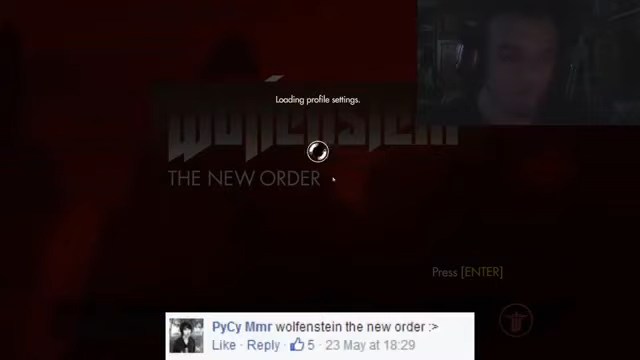 Loading profile settings.
Wolfenstein
THE NEW ORDER
Press [ENTER]
PyCy Mmr wolfenstein the new order :>
Like · Reply · 5 · 23 May at 18:29